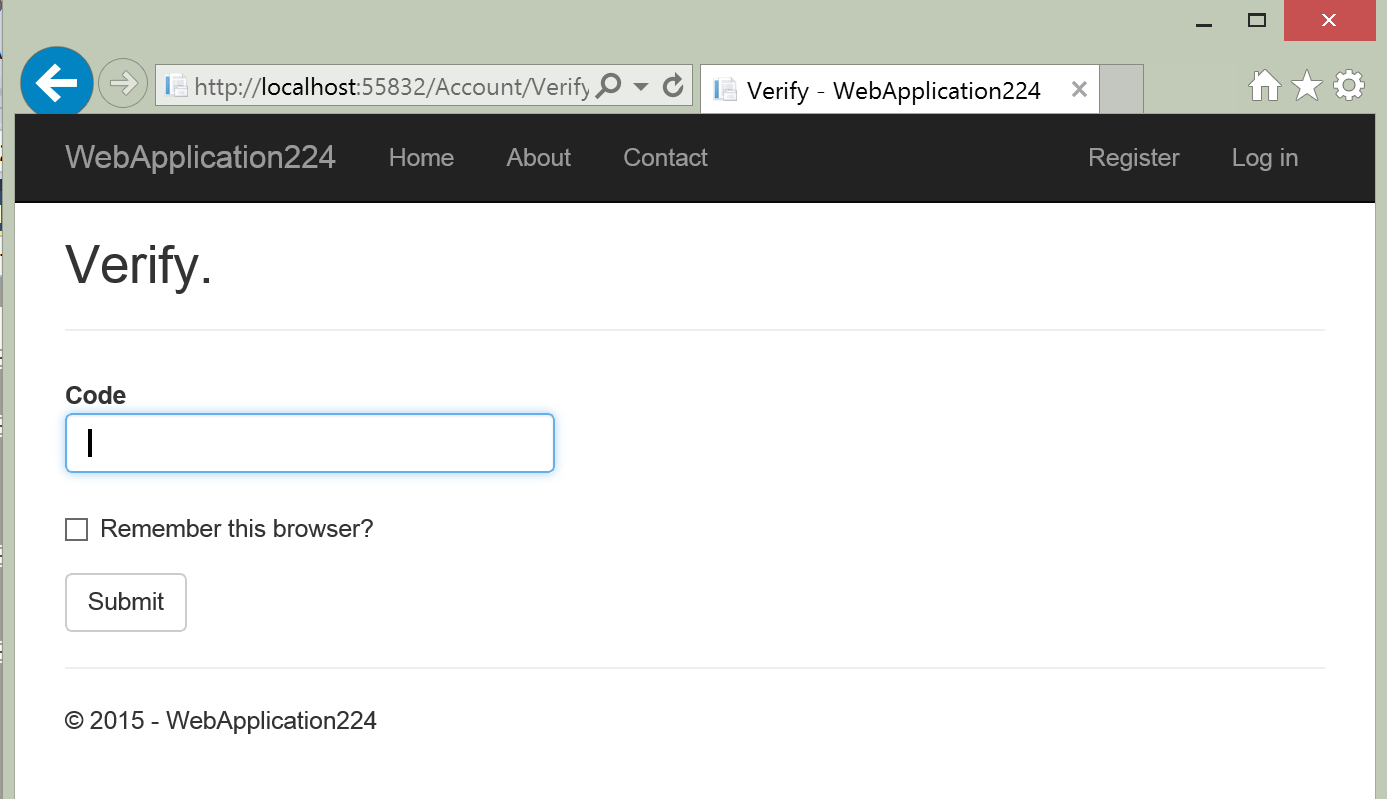 http://localhost:55832/Account/Verify
Verify - WebApplication224
WebApplication224 Home About Contact Register Log in
Verify.
Code
Remember this browser?
Submit
© 2015 - WebApplication224